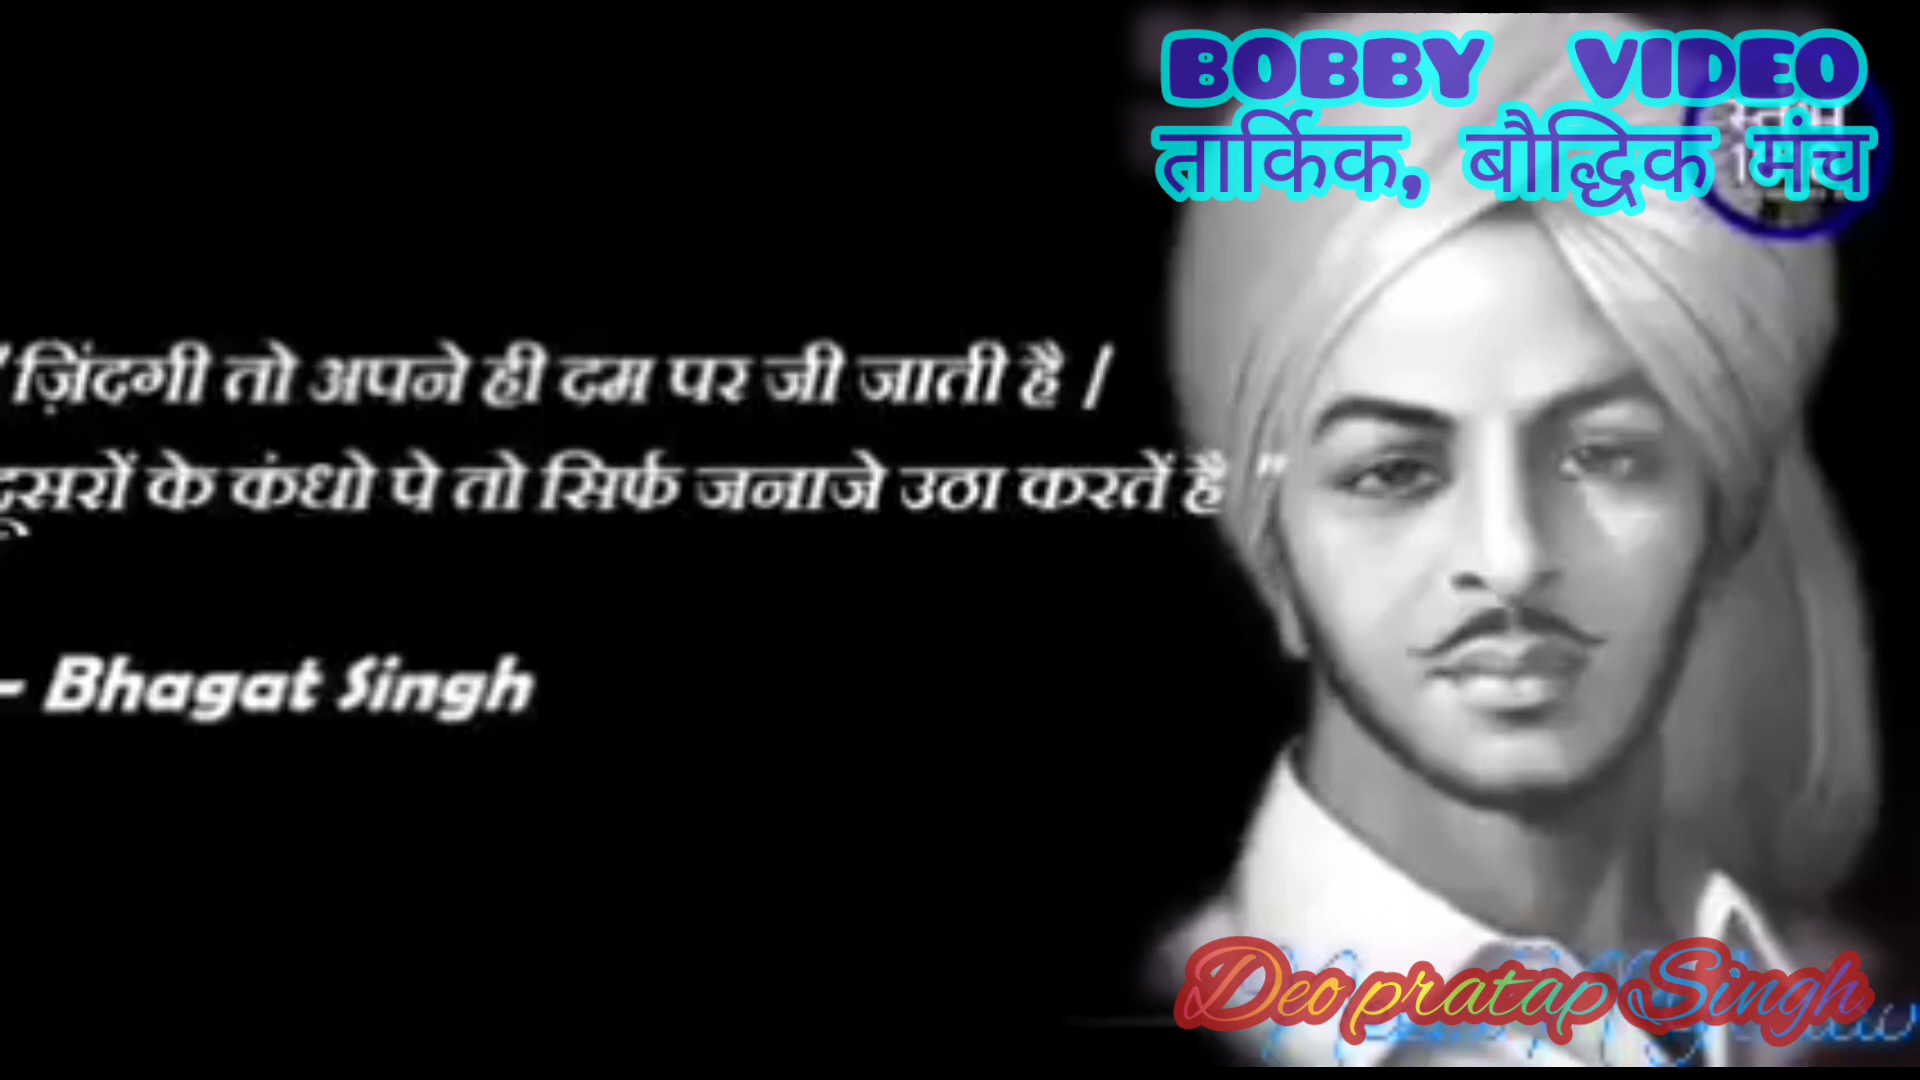 BOBBY VIDEO
तार्किक, बौद्धिक मंच
"ज़िंदगी तो अपने ही दम पर जी जाती है /
दूसरों के कंधो पे तो सिर्फ जनाजे उठा करतें है "
- Bhagat Singh
Deo pratap Singh